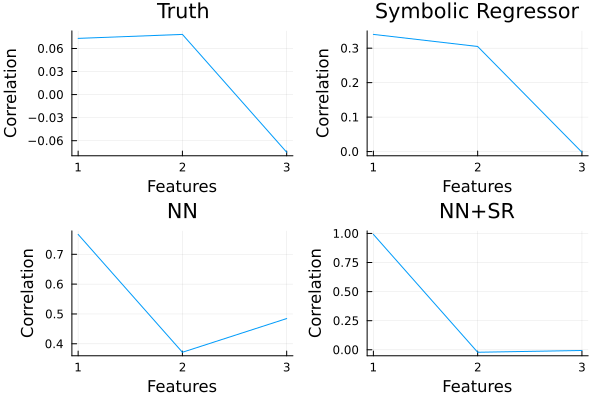 Truth
Correlation
0.06
0.03
0.00
−0.03
−0.06
1
2
3
Features
Symbolic Regressor
Correlation
0.3
0.2
0.1
0.0
1
2
3
Features
NN
Correlation
0.7
0.6
0.5
0.4
1
2
3
Features
NN+SR
Correlation
1.00
0.75
0.50
0.25
0.00
1
2
3
Features